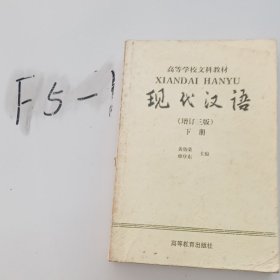 F5-1
高等学校文科教材
XIANDAI HANYU
现代汉语
(增订三版)
下册
黄伯荣
廖序东 主编
高等教育出版社